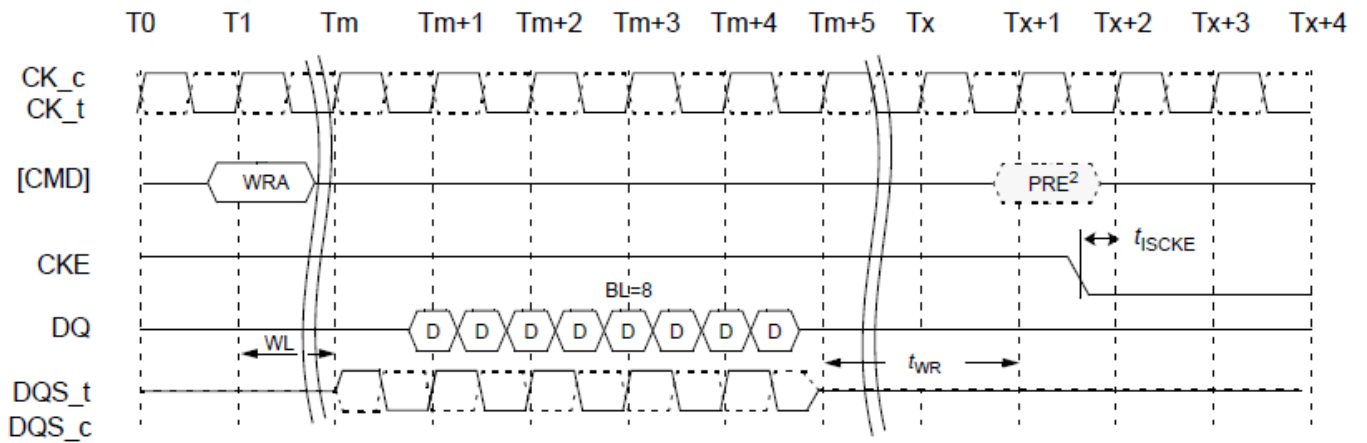 T0 T1 Tm Tm+1 Tm+2 Tm+3 Tm+4 Tm+5 Tx Tx+1 Tx+2 Tx+3 Tx+4
CK_c
CK_t
[CMD] WRA PRE²
tISCKE
CKE
BL=8
DQ D D D D D D D D
WL
tWR
DQS_t
DQS_c